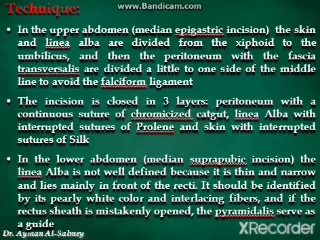 www.Bandicam.com
Technique:
• In the upper abdomen (median epigastric incision) the skin
and linea alba are divided from the xiphoid to the
umbilicus, and then the peritoneum with the fascia
transversalis are divided a little to one side of the middle
line to avoid the falciform ligament
• The incision is closed in 3 layers: peritoneum with a
continuous suture of chromicized catgut, linea Alba with
interrupted sutures of Prolene and skin with interrupted
sutures of Silk
• In the lower abdomen (median suprapubic incision) the
linea Alba is not well defined because it is thin and narrow
and lies mainly in front of the recti. It should be identified
by its pearly white color and interlacing fibers, and if the
rectus sheath is mistakenly opened, the pyramidalis serve as
a guide
Dr. Ayman Al-Sabmey
XRecorder